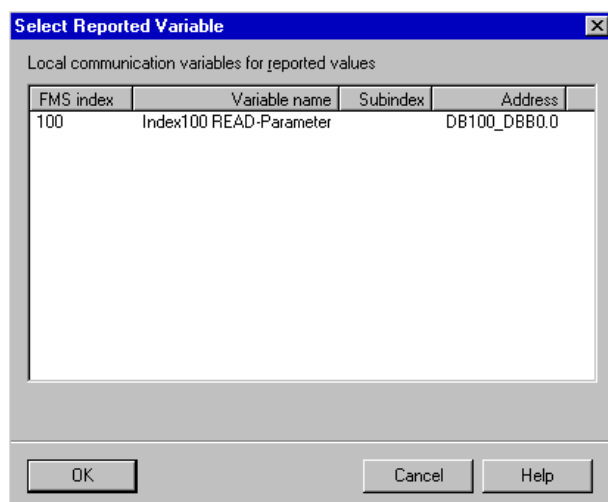 Select Reported Variable
Local communication variables for reported values
FMS index Variable name Subindex Address
100 Index100 READ-Parameter DB100_DBB0.0
OK Cancel Help